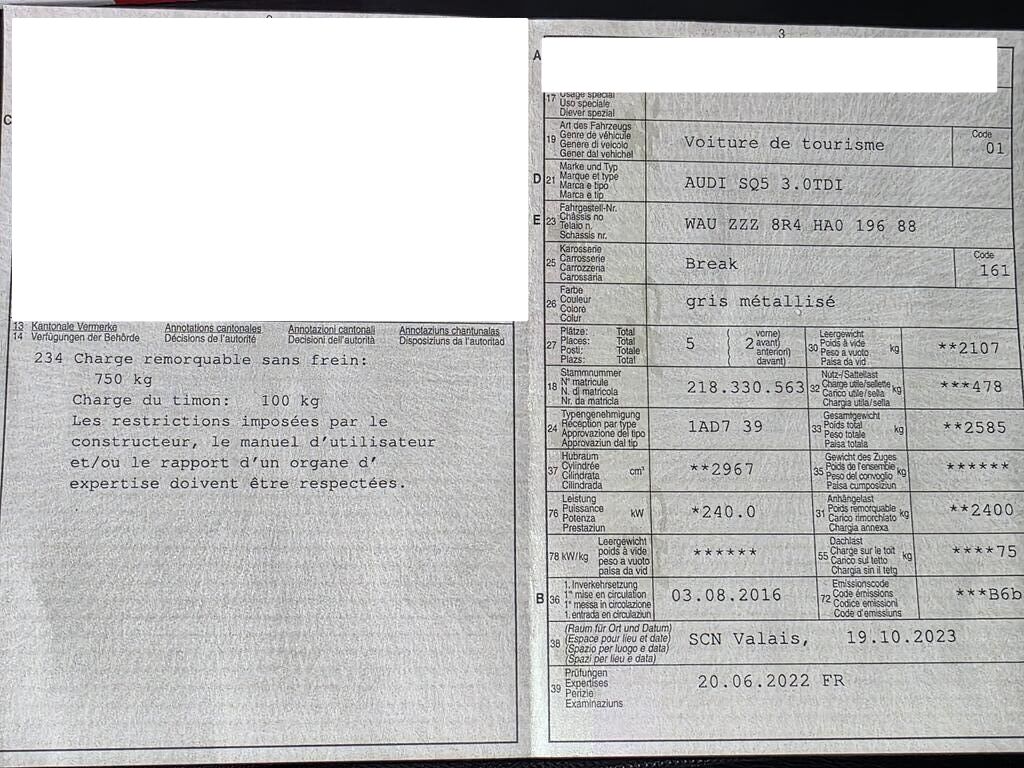 3
A
17 Usage spécial
Uso speciale
Diever spezial
C
19 Art des Fahrzeugs
Genre de véhicule
Genere di veicolo
Gener dal vehichel
Voiture de tourisme
Code
01
D 21 Marke und Typ
Marque et type
Marca e tipo
Marca e tip
AUDI SQ5 3.0TDI
E 23 Fahrgestell-Nr.
Châssis no
Telaio n.
Schassis nr.
WAU ZZZ 8R4 HA0 196 88
25 Karosserie
Carrosserie
Carrozzeria
Carossaria
Break
Code
161
26 Farbe
Couleur
Colore
Colur
gris métallisé
13 Kantonale Vermerke Annotations cantonales Annotazioni cantonali Annotaziuns chantunalas
14 Verfügungen der Behörde Décisions de l'autorité Decisioni dell'autorità Disposiziuns da l'autoritad
234 Charge remorquable sans frein:
750 kg
Charge du timon: 100 kg
Les restrictions imposées par le
constructeur, le manuel d'utilisateur
et/ou le rapport d'un organe d'
expertise doivent être respectées.
27 Plätze: Total
Places: Total
Posti: Totale
Plazs: Total
5 ( 2 vorne)
( avant)
anteriori)
davant)
30 Leergewicht
Poids à vide
Peso a vuoto
Paisa da vid
kg
**2107
18 Stammnummer
N° matricule
N. di matricola
Nr. da matricla
218.330.563
32 Nutz-/Sattellast
Charge utile/sellette
Carico utile/sella
Chargia utila/sella
kg
***478
24 Typengenehmigung
Réception par type
Approvazione del tipo
Approvaziun dal tip
1AD7 39
33 Gesamtgewicht
Poids total
Peso totale
Paisa totala
kg
**2585
37 Hubraum
Cylindrée
Cilindrata
Cilindrada
cm³
**2967
35 Gewicht des Zuges
Poids de l'ensemble
Peso del convoglio
Paisa cumposiziun
kg
******
76 Leistung
Puissance
Potenza
Prestaziun
kW
*240.0
31 Anhängelast
Poids remorquable
Carico rimorchiato
Chargia annexa
kg
**2400
78 kW/kg Leergewicht
poids à vide
peso a vuoto
paisa da vid
******
55 Dachlast
Charge sur le toit
Carico sul tetto
Chargia sin il tetg
kg
****75
B 36 1. Inverkehrsetzung
1re mise en circulation
1a messa in circolazione
1. entrada en circulaziun
03.08.2016
72 Emissionscode
Code émissions
Codice emissioni
Code d'emissiuns
***B6b
38 (Raum für Ort und Datum)
(Espace pour lieu et date)
(Spazio per luogo e data)
(Spazi per lieu e data)
SCN Valais, 19.10.2023
39 Prüfungen
Expertises
Perizie
Examinaziuns
20.06.2022 FR